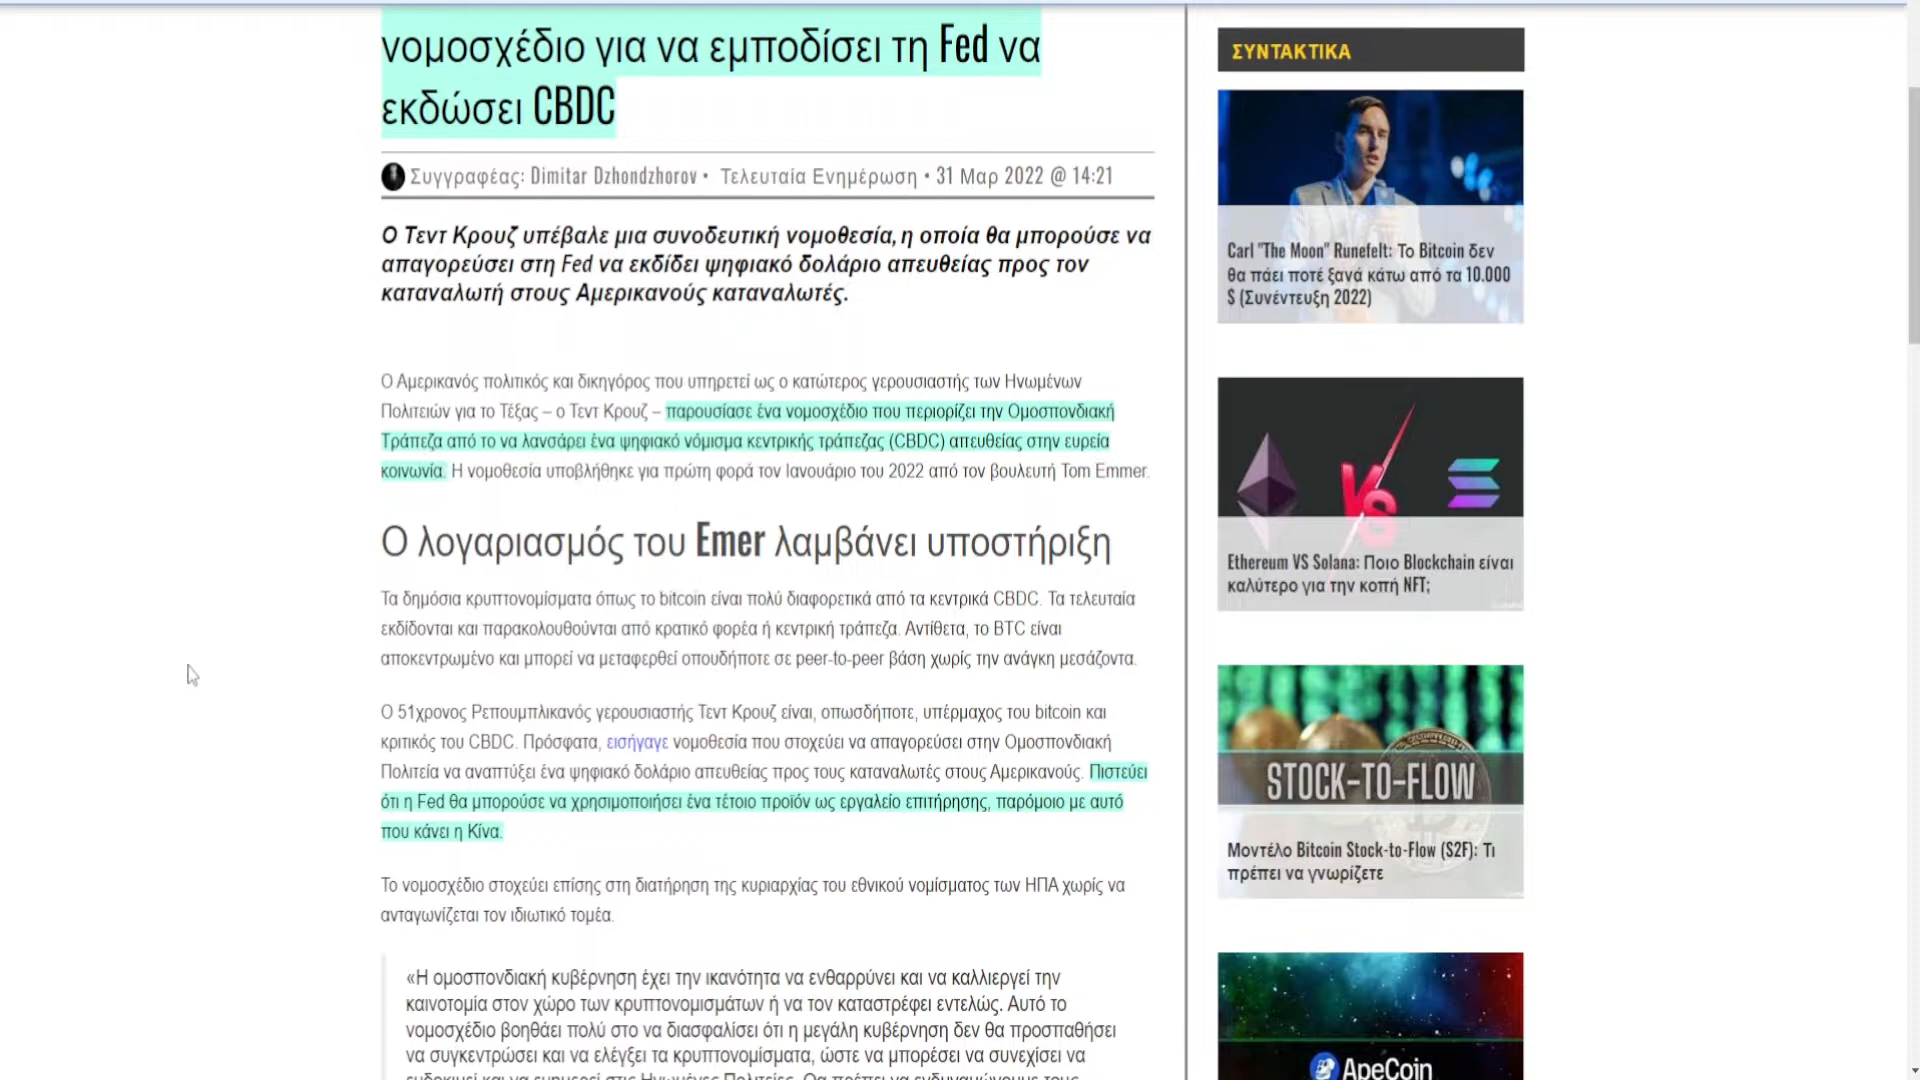 νομοσχέδιο για να εμποδίσει τη Fed να
εκδώσει CBDC
Συγγραφέας: Dimitar Dzhondzhorov • Τελευταία Ενημέρωση • 31 Μαρ 2022 @ 14:21
Ο Τεντ Κρουζ υπέβαλε μια συνοδευτική νομοθεσία, η οποία θα μπορούσε να
απαγορεύσει στη Fed να εκδίδει ψηφιακό δολάριο απευθείας προς τον
καταναλωτή στους Αμερικανούς καταναλωτές.
Ο Αμερικανός πολιτικός και δικηγόρος που υπηρετεί ως ο κατώτερος γερουσιαστής των Ηνωμένων
Πολιτειών για το Τέξας – ο Τεντ Κρουζ – παρουσίασε ένα νομοσχέδιο που περιορίζει την Ομοσπονδιακή
Τράπεζα από το να λανσάρει ένα ψηφιακό νόμισμα κεντρικής τράπεζας (CBDC) απευθείας στην ευρεία
κοινωνία. Η νομοθεσία υποβλήθηκε για πρώτη φορά τον Ιανουάριο του 2022 από τον βουλευτή Tom Emmer.
Ο λογαριασμός του Emer λαμβάνει υποστήριξη
Τα δημόσια κρυπτονομίσματα όπως το bitcoin είναι πολύ διαφορετικά από τα κεντρικά CBDC. Τα τελευταία
εκδίδονται και παρακολουθούνται από κρατικό φορέα ή κεντρική τράπεζα. Αντίθετα, το BTC είναι
αποκεντρωμένο και μπορεί να μεταφερθεί οπουδήποτε σε peer-to-peer βάση χωρίς την ανάγκη μεσάζοντα.
Ο 51χρονος Ρεπουμπλικανός γερουσιαστής Τεντ Κρουζ είναι, οπωσδήποτε, υπέρμαχος του bitcoin και
κριτικός του CBDC. Πρόσφατα, εισήγαγε νομοθεσία που στοχεύει να απαγορεύσει στην Ομοσπονδιακή
Πολιτεία να αναπτύξει ένα ψηφιακό δολάριο απευθείας προς τους καταναλωτές στους Αμερικανούς. Πιστεύει
ότι η Fed θα μπορούσε να χρησιμοποιήσει ένα τέτοιο προϊόν ως εργαλείο επιτήρησης, παρόμοιο με αυτό
που κάνει η Κίνα.
Το νομοσχέδιο στοχεύει επίσης στη διατήρηση της κυριαρχίας του εθνικού νομίσματος των ΗΠΑ χωρίς να
ανταγωνίζεται τον ιδιωτικό τομέα.
«Η ομοσπονδιακή κυβέρνηση έχει την ικανότητα να ενθαρρύνει και να καλλιεργεί την
καινοτομία στον χώρο των κρυπτονομισμάτων ή να τον καταστρέφει εντελώς. Αυτό το
νομοσχέδιο βοηθάει πολύ στο να διασφαλίσει ότι η μεγάλη κυβέρνηση δεν θα προσπαθήσει
να συγκεντρώσει και να ελέγξει τα κρυπτονομίσματα, ώστε να μπορέσει να συνεχίσει να
ΣΥΝΤΑΚΤΙΚΑ
Carl "The Moon" Runefelt: Το Bitcoin δεν
θα πάει ποτέ ξανά κάτω από τα 10.000
$ (Συνέντευξη 2022)
VS
Ethereum VS Solana: Ποιο Blockchain είναι
καλύτερο για την κοπή NFT;
STOCK-TO-FLOW
Μοντέλο Bitcoin Stock-to-Flow (S2F): Τι
πρέπει να γνωρίζετε
ApeCoin